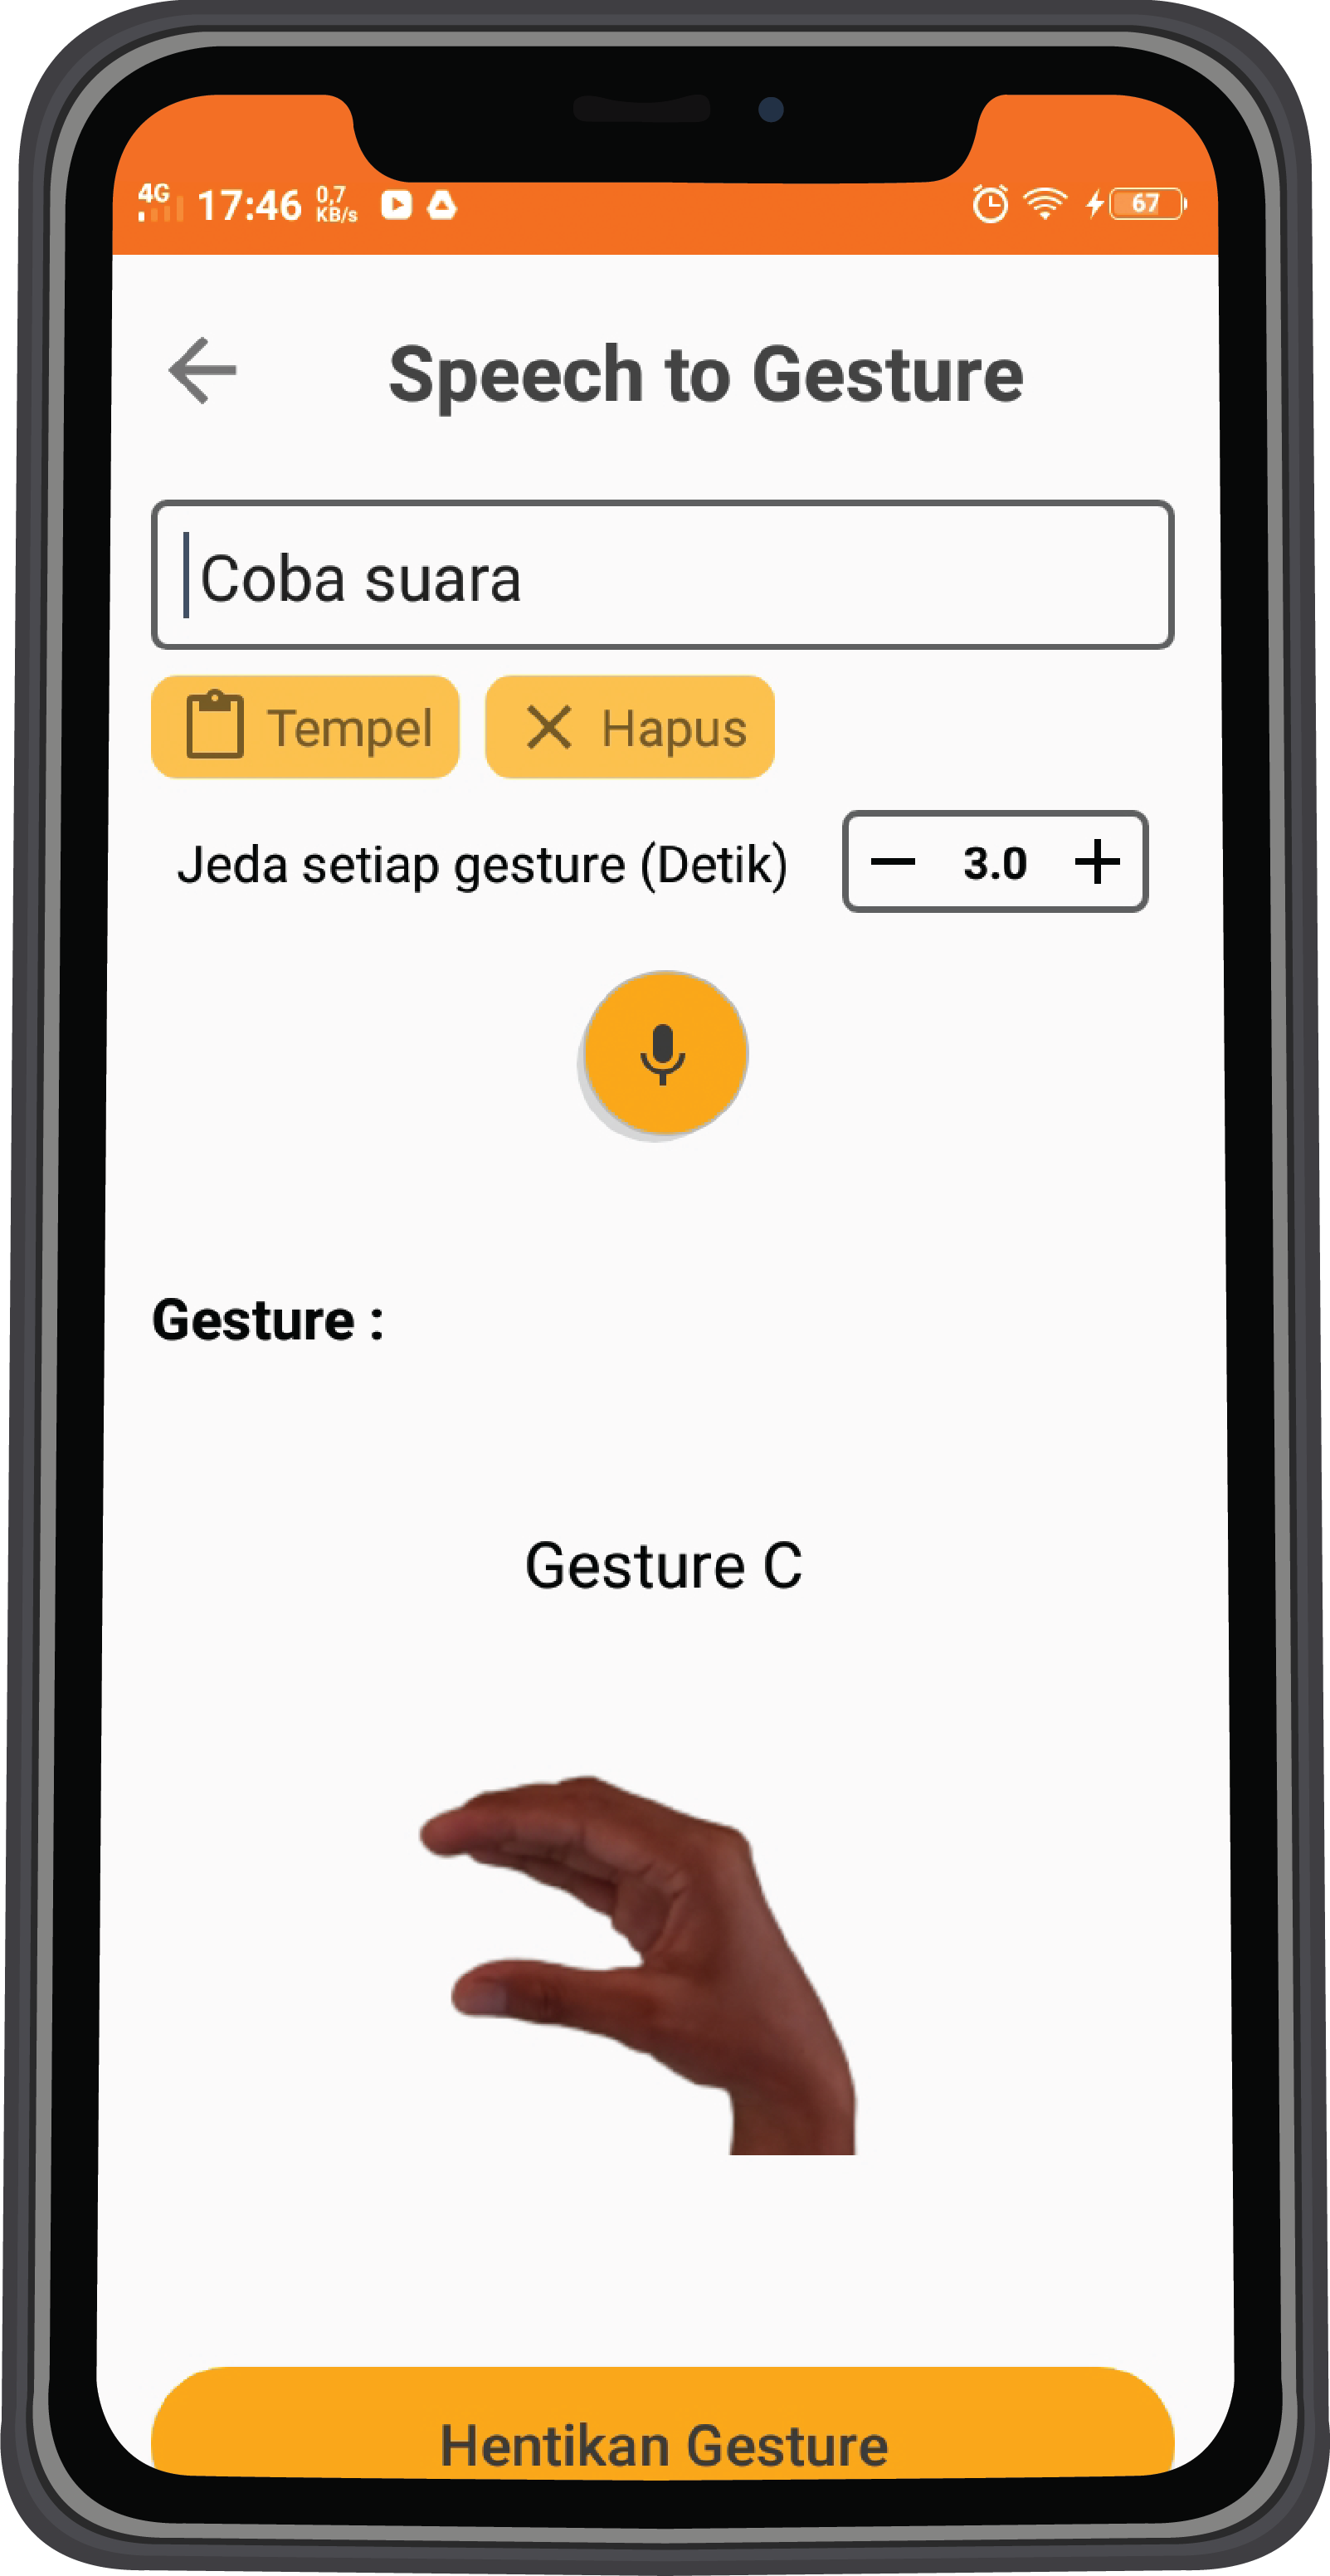 4G 17:46 0,7 KB/s 67
Speech to Gesture
Coba suara
Tempel Hapus
Jeda setiap gesture (Detik) 3.0
Gesture :
Gesture C
Hentikan Gesture